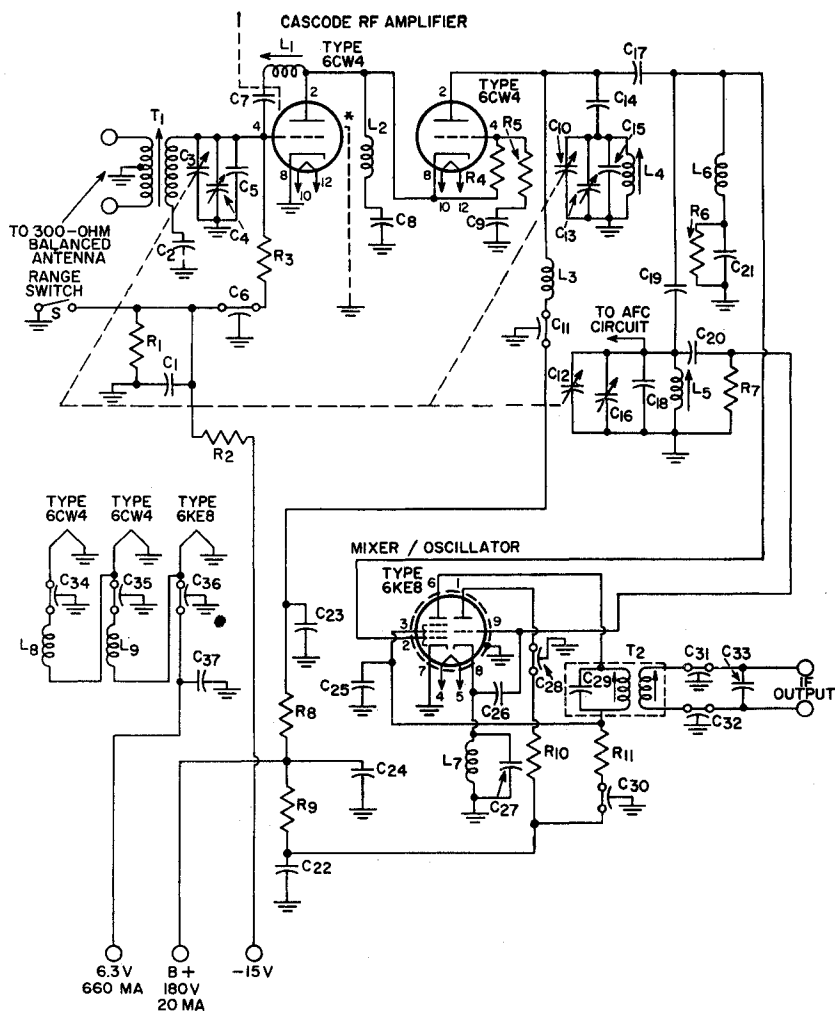 CASCODE RF AMPLIFIER
L1
TYPE
6CW4
C17
C7
2
4
*
8
10
12
L2
TYPE
6CW4
2
4
R5
8
R4
10
12
C14
C10
C15
L4
C13
L6
R6
C21
T1
C3
C5
C4
C2
TO 300-OHM
BALANCED
ANTENNA
R3
C8
C9
RANGE
SWITCH
S
C6
L3
C11
C19
TO AFC
CIRCUIT
C20
R1
C1
C12
C16
C18
L5
R7
R2
TYPE
6CW4
TYPE
6CW4
TYPE
6KE8
C34
C35
C36
L8
L9
C37
MIXER / OSCILLATOR
TYPE
6KE8
6
1
3
2
9
7
4
5
8
C23
C25
C26
C28
T2
C29
C31
C33
C32
IF
OUTPUT
R8
L7
C27
R10
R11
C30
C24
R9
C22
6.3 V
660 MA
B +
180V
20 MA
-15V